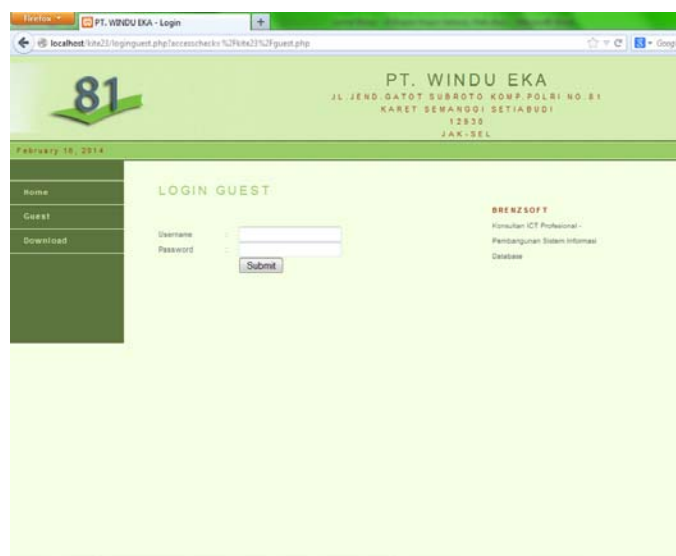 Firefox
PT. WINDU EKA - Login
+
localhost/kite23/loginguest.php?accesscheck=%2Fkite23%2Fguest.php
81
PT. WINDU EKA
JL.JEND.GATOT SUBROTO KOMP.POLRI NO.81
KARET SEMANGGI SETIABUDI
12930
JAK-SEL
February 16, 2014
Home
Guest
Download
LOGIN GUEST
Username :
Password :
Submit
BRENZSOFT
Konsultan ICT Profesional -
Pembangunan Sistem Informasi
Database